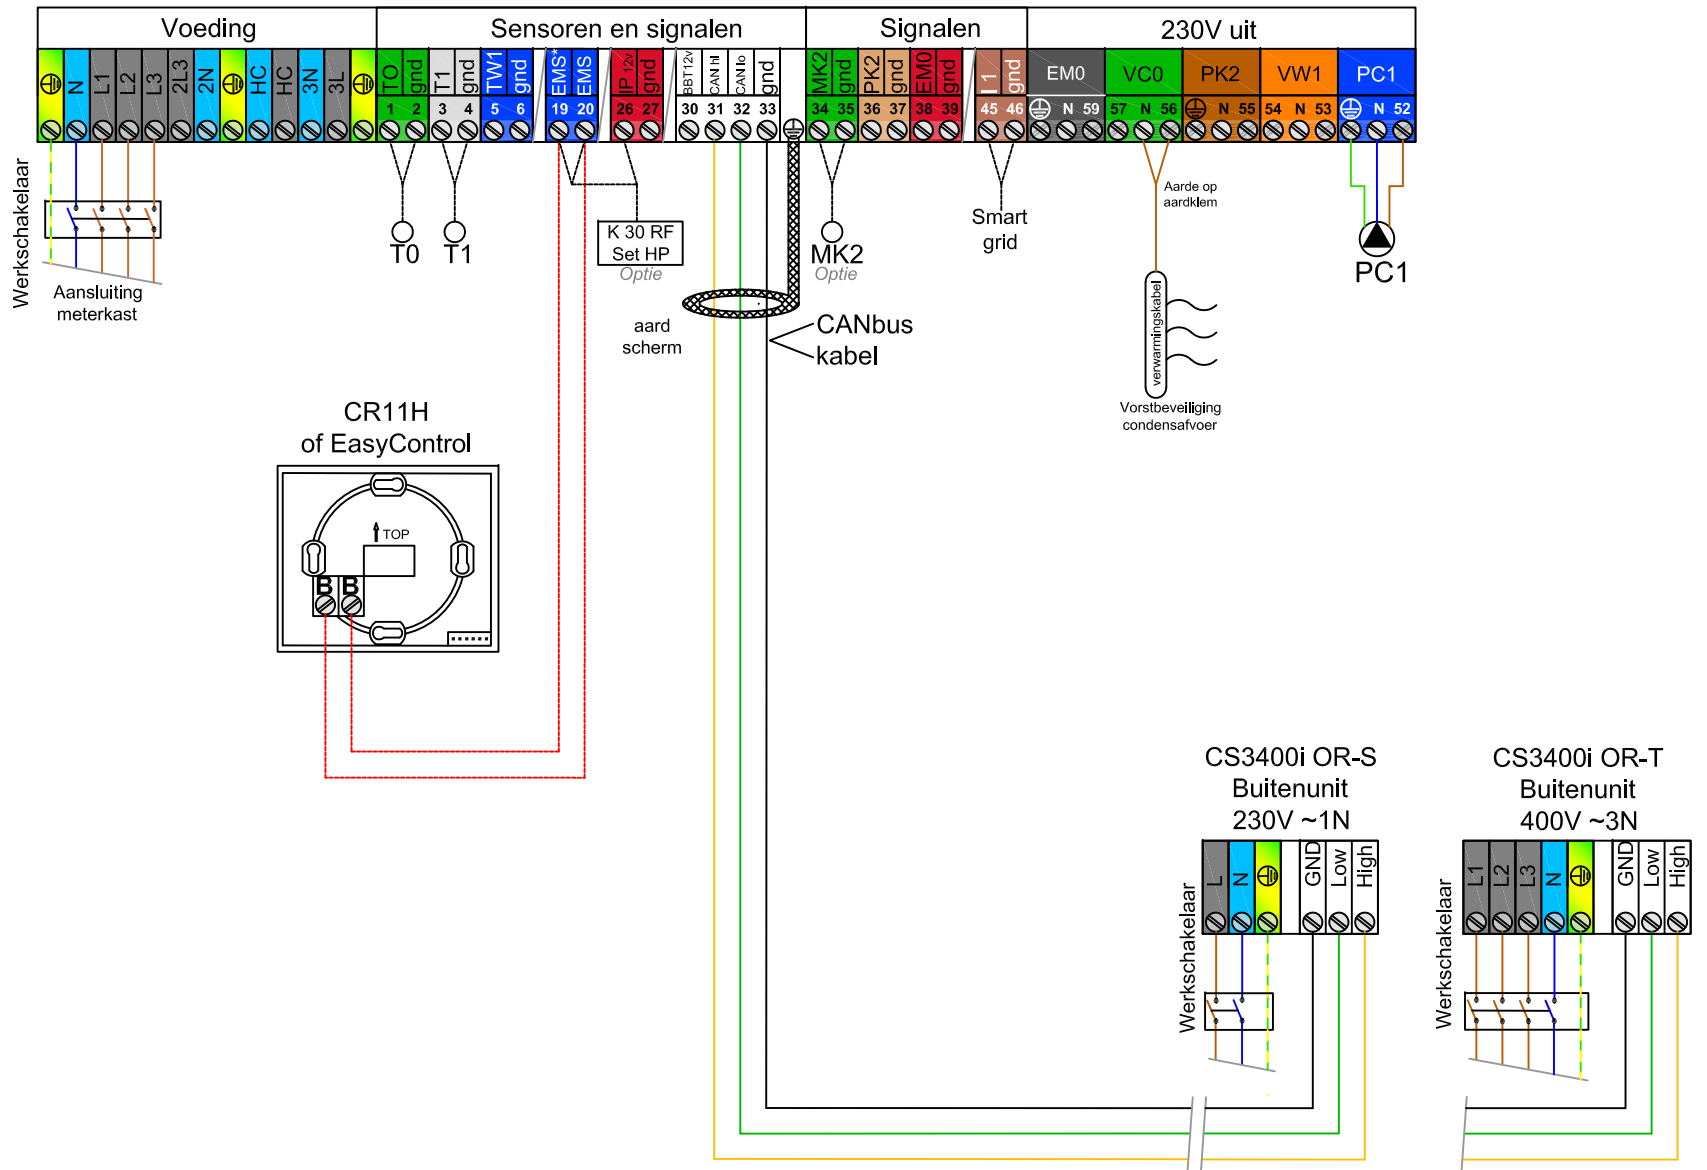 Voeding
Sensoren en signalen
Signalen
230V uit
N
L1
L2
L3
2L3
2N
HC
HC
3N
3L
TO
gnd
T1
gnd
TW1
gnd
EMS*
EMS
IP 12v
gnd
BBT12v
CAN hi
CAN lo
gnd
MK2
gnd
PK2
gnd
EM0
gnd
I 1
gnd
EM0
VC0
PK2
VW1
PC1
1 2 3 4 5 6 19 20 26 27 30 31 32 33 34 35 36 37 38 39 45 46 N 59 57 N 56 N 55 54 N 53 N 52
Werkschakelaar
Aansluiting
meterkast
T0
T1
K 30 RF
Set HP
Optie
MK2
Optie
Smart
grid
Aarde op
aardklem
verwarmingskabel
Vorstbeveiliging
condensafvoer
PC1
aard
scherm
CANbus
kabel
CR11H
of EasyControl
TOP
B B
CS3400i OR-S
Buitenunit
230V ~1N
L
N
GND
Low
High
Werkschakelaar
CS3400i OR-T
Buitenunit
400V ~3N
L1
L2
L3
N
GND
Low
High
Werkschakelaar